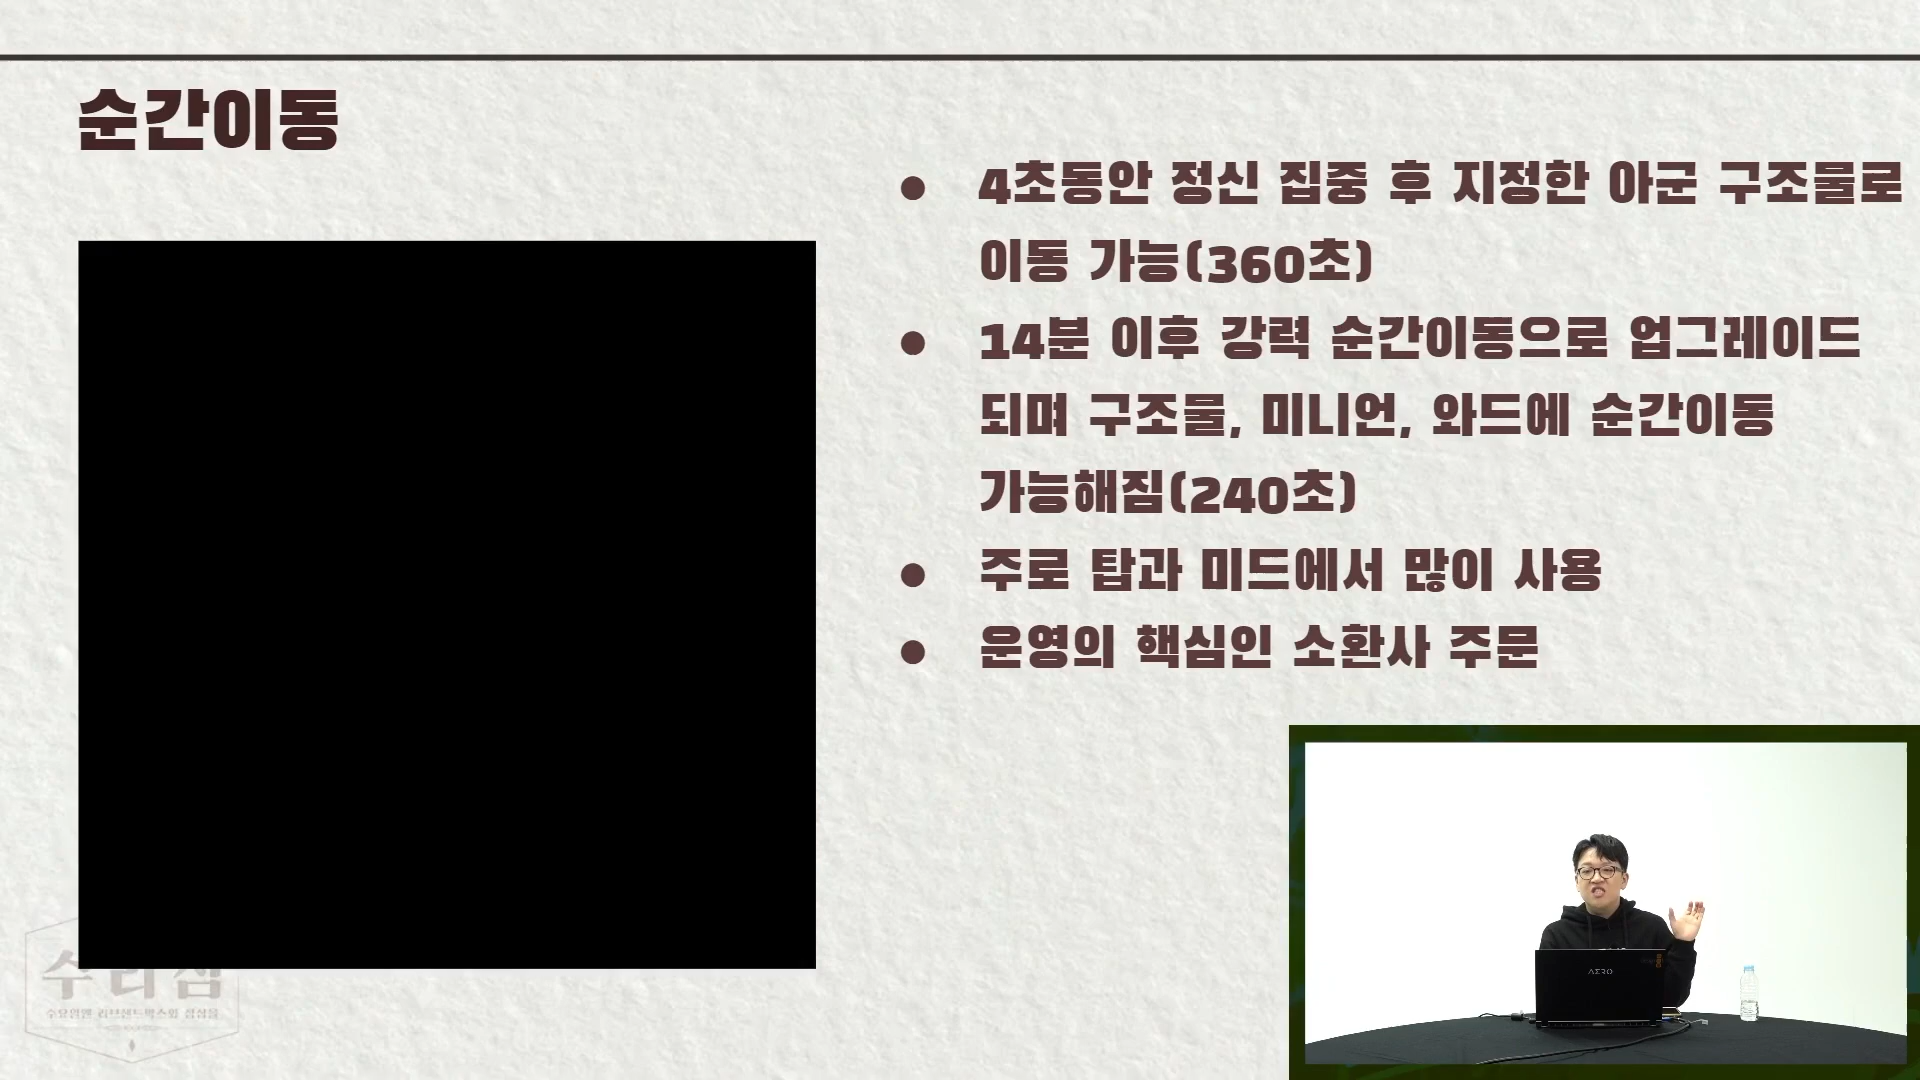 순간이동
● 4초동안 정신 집중 후 지정한 아군 구조물로
이동 가능(360초)
● 14분 이후 강력 순간이동으로 업그레이드
되며 구조물, 미니언, 와드에 순간이동
가능해짐(240초)
● 주로 탑과 미드에서 많이 사용
● 운영의 핵심인 소환사 주문
AERO